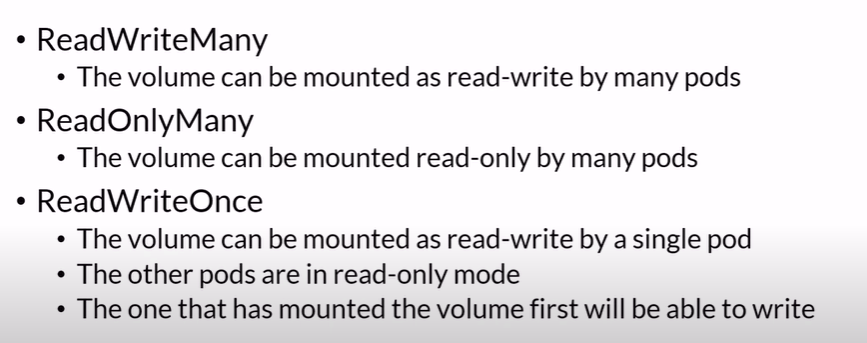 • ReadWriteMany
• The volume can be mounted as read-write by many pods
• ReadOnlyMany
• The volume can be mounted read-only by many pods
• ReadWriteOnce
• The volume can be mounted as read-write by a single pod
• The other pods are in read-only mode
• The one that has mounted the volume first will be able to write